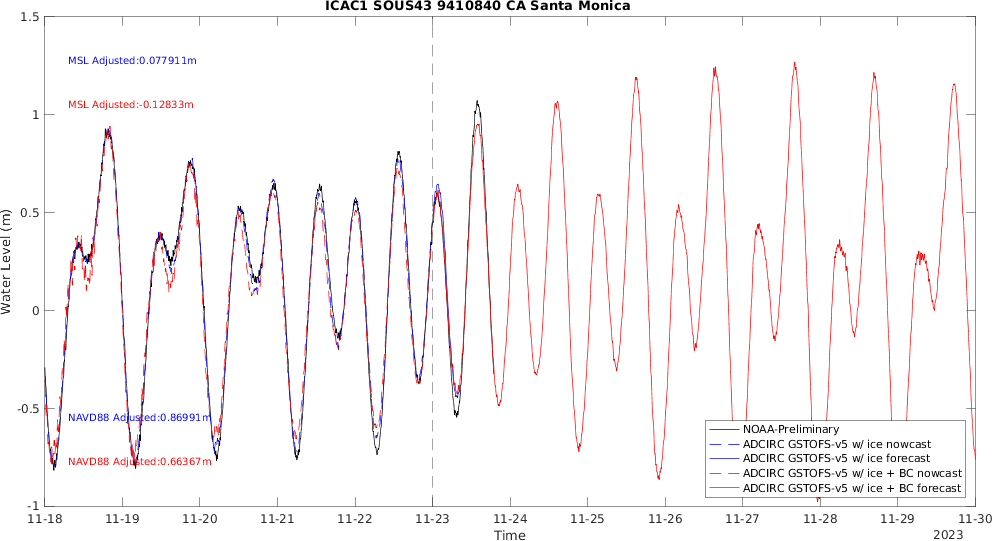 ICAC1 SOUS43 9410840 CA Santa Monica
1.5
MSL Adjusted:0.077911m
MSL Adjusted:-0.12833m
1
0.5
Water Level (m)
0
-0.5
NAVD88 Adjusted:0.86991m
NAVD88 Adjusted:0.66367m
NOAA-Preliminary
ADCIRC GSTOFS-v5 w/ ice nowcast
ADCIRC GSTOFS-v5 w/ ice forecast
ADCIRC GSTOFS-v5 w/ ice + BC nowcast
ADCIRC GSTOFS-v5 w/ ice + BC forecast
-1
11-18 11-19 11-20 11-21 11-22 11-23 11-24 11-25 11-26 11-27 11-28 11-29 11-30
Time
2023